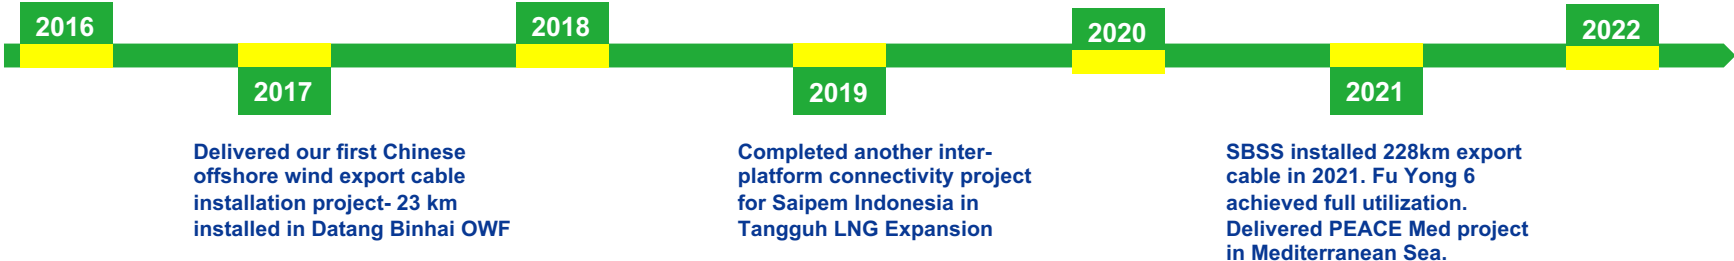 2016
2018
2020
2022
2017
2019
2021
Delivered our first Chinese
offshore wind export cable
installation project- 23 km
installed in Datang Binhai OWF
Completed another inter-
platform connectivity project
for Saipem Indonesia in
Tangguh LNG Expansion
SBSS installed 228km export
cable in 2021. Fu Yong 6
achieved full utilization.
Delivered PEACE Med project
in Mediterranean Sea.